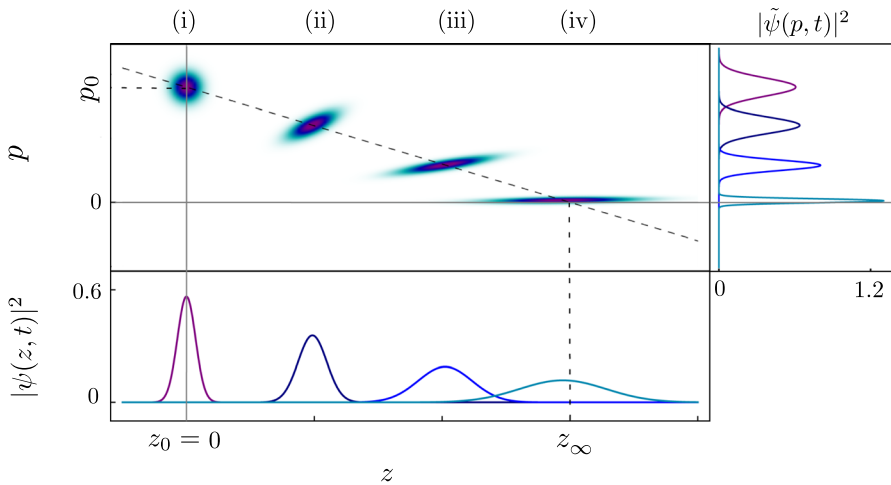 (i) (ii) (iii) (iv) |ψ̃(p, t)|²
p₀
p
0
0 1.2
0.6
|ψ(z, t)|²
0
z₀ = 0 z∞
z